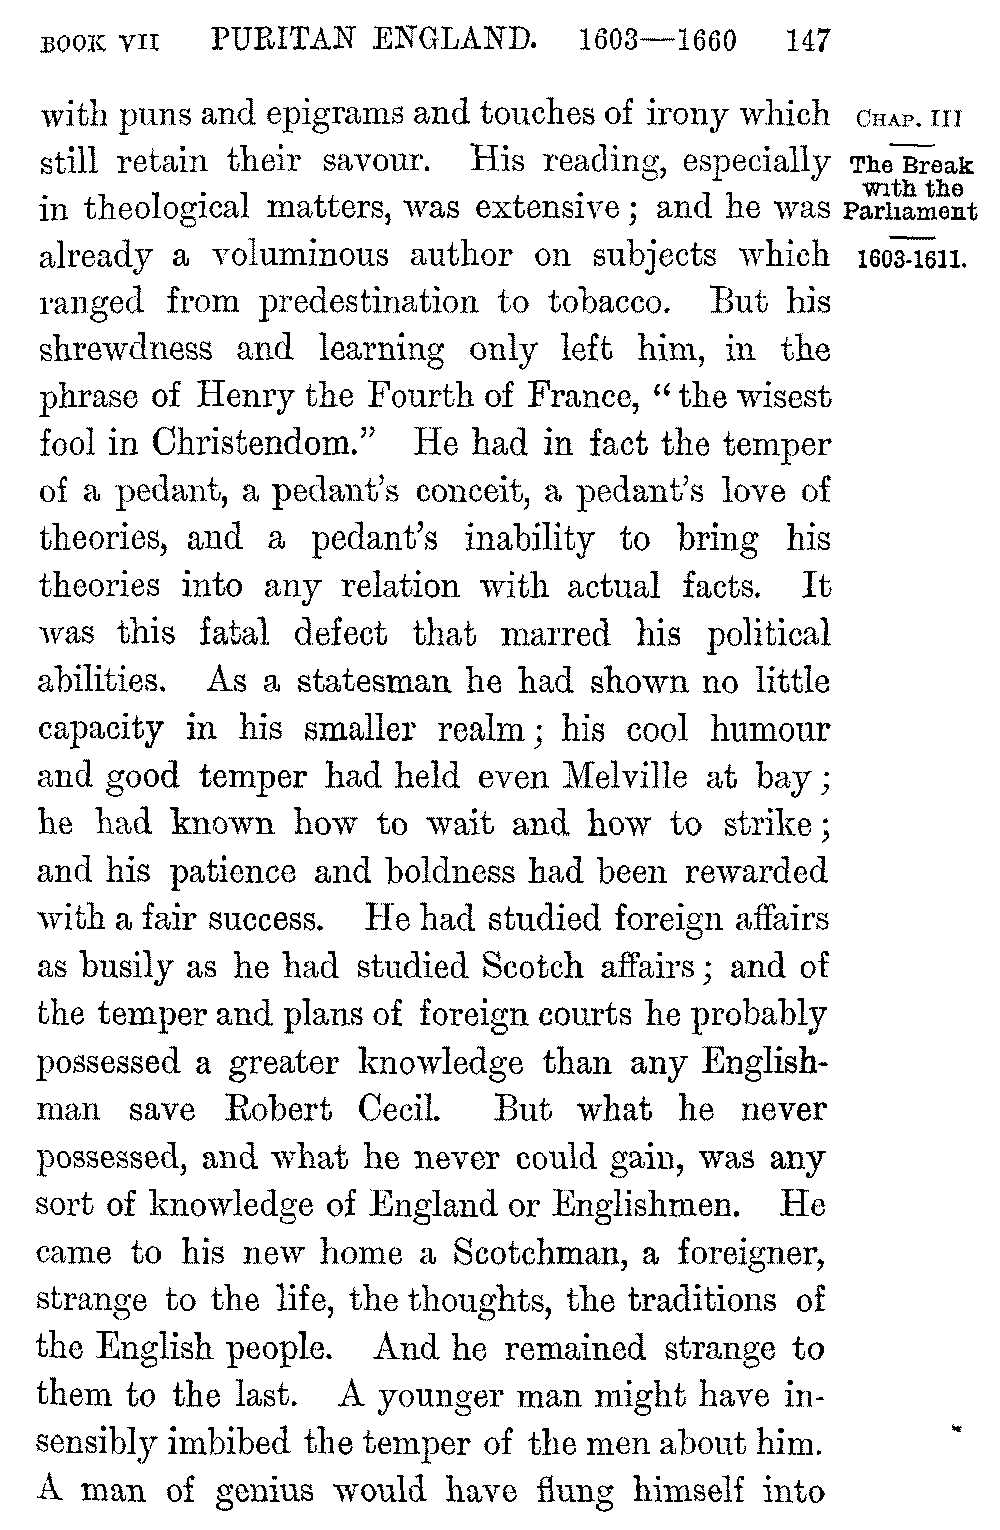 BOOK VII PURITAN ENGLAND. 1603—1660 147
with puns and epigrams and touches of irony which
still retain their savour. His reading, especially
in theological matters, was extensive; and he was
already a voluminous author on subjects which
ranged from predestination to tobacco. But his
shrewdness and learning only left him, in the
phrase of Henry the Fourth of France, "the wisest
fool in Christendom." He had in fact the temper
of a pedant, a pedant's conceit, a pedant's love of
theories, and a pedant's inability to bring his
theories into any relation with actual facts. It
was this fatal defect that marred his political
abilities. As a statesman he had shown no little
capacity in his smaller realm; his cool humour
and good temper had held even Melville at bay;
he had known how to wait and how to strike;
and his patience and boldness had been rewarded
with a fair success. He had studied foreign affairs
as busily as he had studied Scotch affairs; and of
the temper and plans of foreign courts he probably
possessed a greater knowledge than any English-
man save Robert Cecil. But what he never
possessed, and what he never could gain, was any
sort of knowledge of England or Englishmen. He
came to his new home a Scotchman, a foreigner,
strange to the life, the thoughts, the traditions of
the English people. And he remained strange to
them to the last. A younger man might have in-
sensibly imbibed the temper of the men about him.
A man of genius would have flung himself into
CHAP. III
The Break
with the
Parliament
1603-1611.